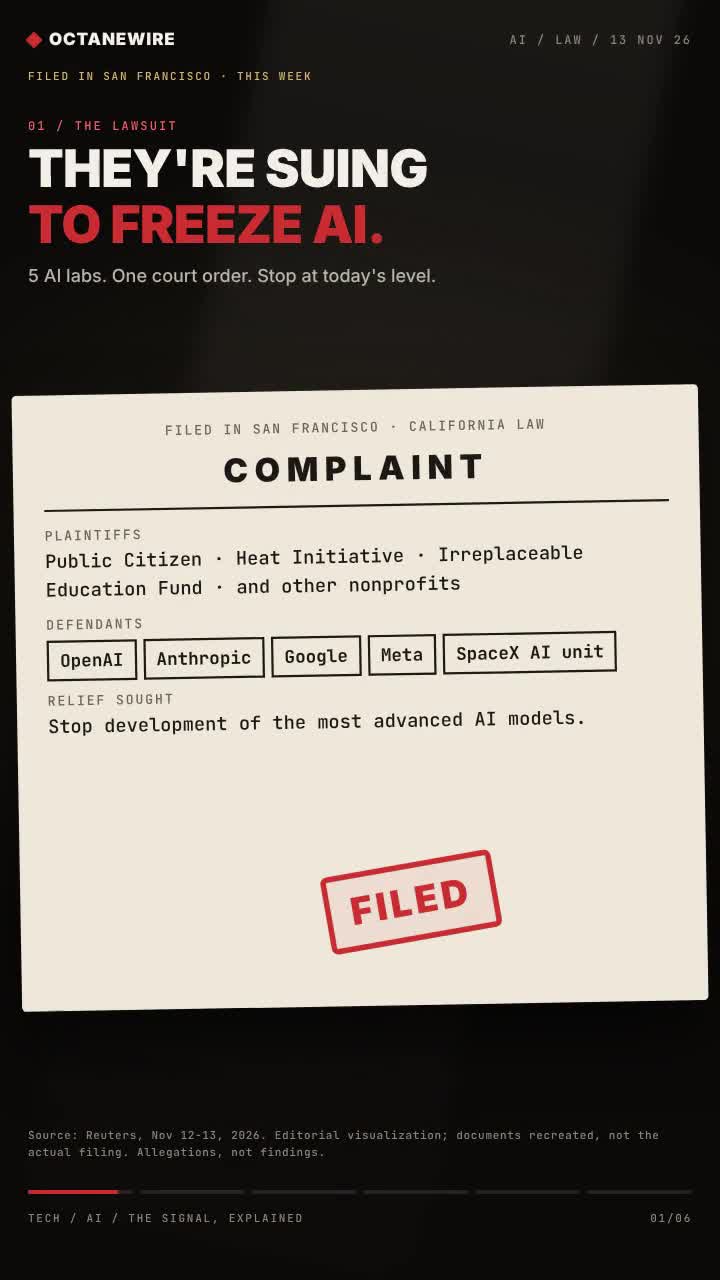 OCTANEWIRE
AI / LAW / 13 NOV 26
FILED IN SAN FRANCISCO · THIS WEEK
01 / THE LAWSUIT
THEY'RE SUING
TO FREEZE AI.
5 AI labs. One court order. Stop at today's level.
FILED IN SAN FRANCISCO · CALIFORNIA LAW
COMPLAINT
PLAINTIFFS
Public Citizen · Heat Initiative · Irreplaceable
Education Fund · and other nonprofits
DEFENDANTS
OpenAI Anthropic Google Meta SpaceX AI unit
RELIEF SOUGHT
Stop development of the most advanced AI models.
FILED
Source: Reuters, Nov 12-13, 2026. Editorial visualization; documents recreated, not the
actual filing. Allegations, not findings.
TECH / AI / THE SIGNAL, EXPLAINED
01/06